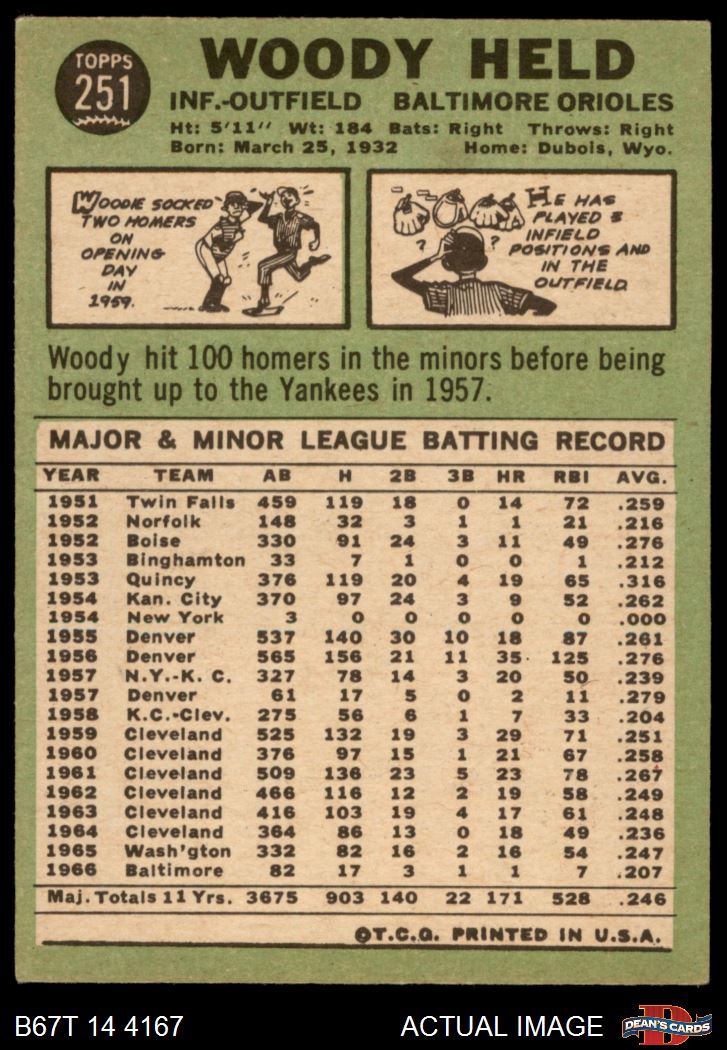 TOPPS
251
WOODY HELD
INF.-OUTFIELD BALTIMORE ORIOLES
Ht: 5'11" Wt: 184 Bats: Right Throws: Right
Born: March 25, 1932 Home: Dubois, Wyo.
WOODIE SOCKED
TWO HOMERS
ON
OPENING
DAY
IN
1959.
HE HAS
PLAYED 3
INFIELD
POSITIONS AND
IN THE
OUTFIELD
? ?
Woody hit 100 homers in the minors before being
brought up to the Yankees in 1957.
MAJOR & MINOR LEAGUE BATTING RECORD
YEAR TEAM AB H 2B 3B HR RBI AVG.
1951 Twin Falls 459 119 18 0 14 72 .259
1952 Norfolk 148 32 3 1 1 21 .216
1952 Boise 330 91 24 3 11 49 .276
1953 Binghamton 33 7 1 0 0 1 .212
1953 Quincy 376 119 20 4 19 65 .316
1954 Kan. City 370 97 24 3 9 52 .262
1954 New York 3 0 0 0 0 0 .000
1955 Denver 537 140 30 10 18 87 .261
1956 Denver 565 156 21 11 35 125 .276
1957 N.Y.-K. C. 327 78 14 3 20 50 .239
1957 Denver 61 17 5 0 2 11 .279
1958 K.C.-Clev. 275 56 6 1 7 33 .204
1959 Cleveland 525 132 19 3 29 71 .251
1960 Cleveland 376 97 15 1 21 67 .258
1961 Cleveland 509 136 23 5 23 78 .267
1962 Cleveland 466 116 12 2 19 58 .249
1963 Cleveland 416 103 19 4 17 61 .248
1964 Cleveland 364 86 13 0 18 49 .236
1965 Wash'gton 332 82 16 2 16 54 .247
1966 Baltimore 82 17 3 1 1 7 .207
Maj. Totals 11 Yrs. 3675 903 140 22 171 528 .246
©T.C.G. PRINTED IN U.S.A.
B67T 14 4167 ACTUAL IMAGE
D
DEAN'S CARDS